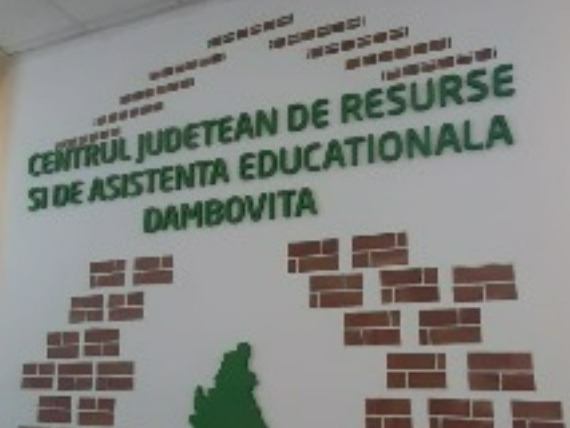 CENTRUL JUDETEAN DE RESURSE
SI DE ASISTENTA EDUCATIONALA
DAMBOVITA